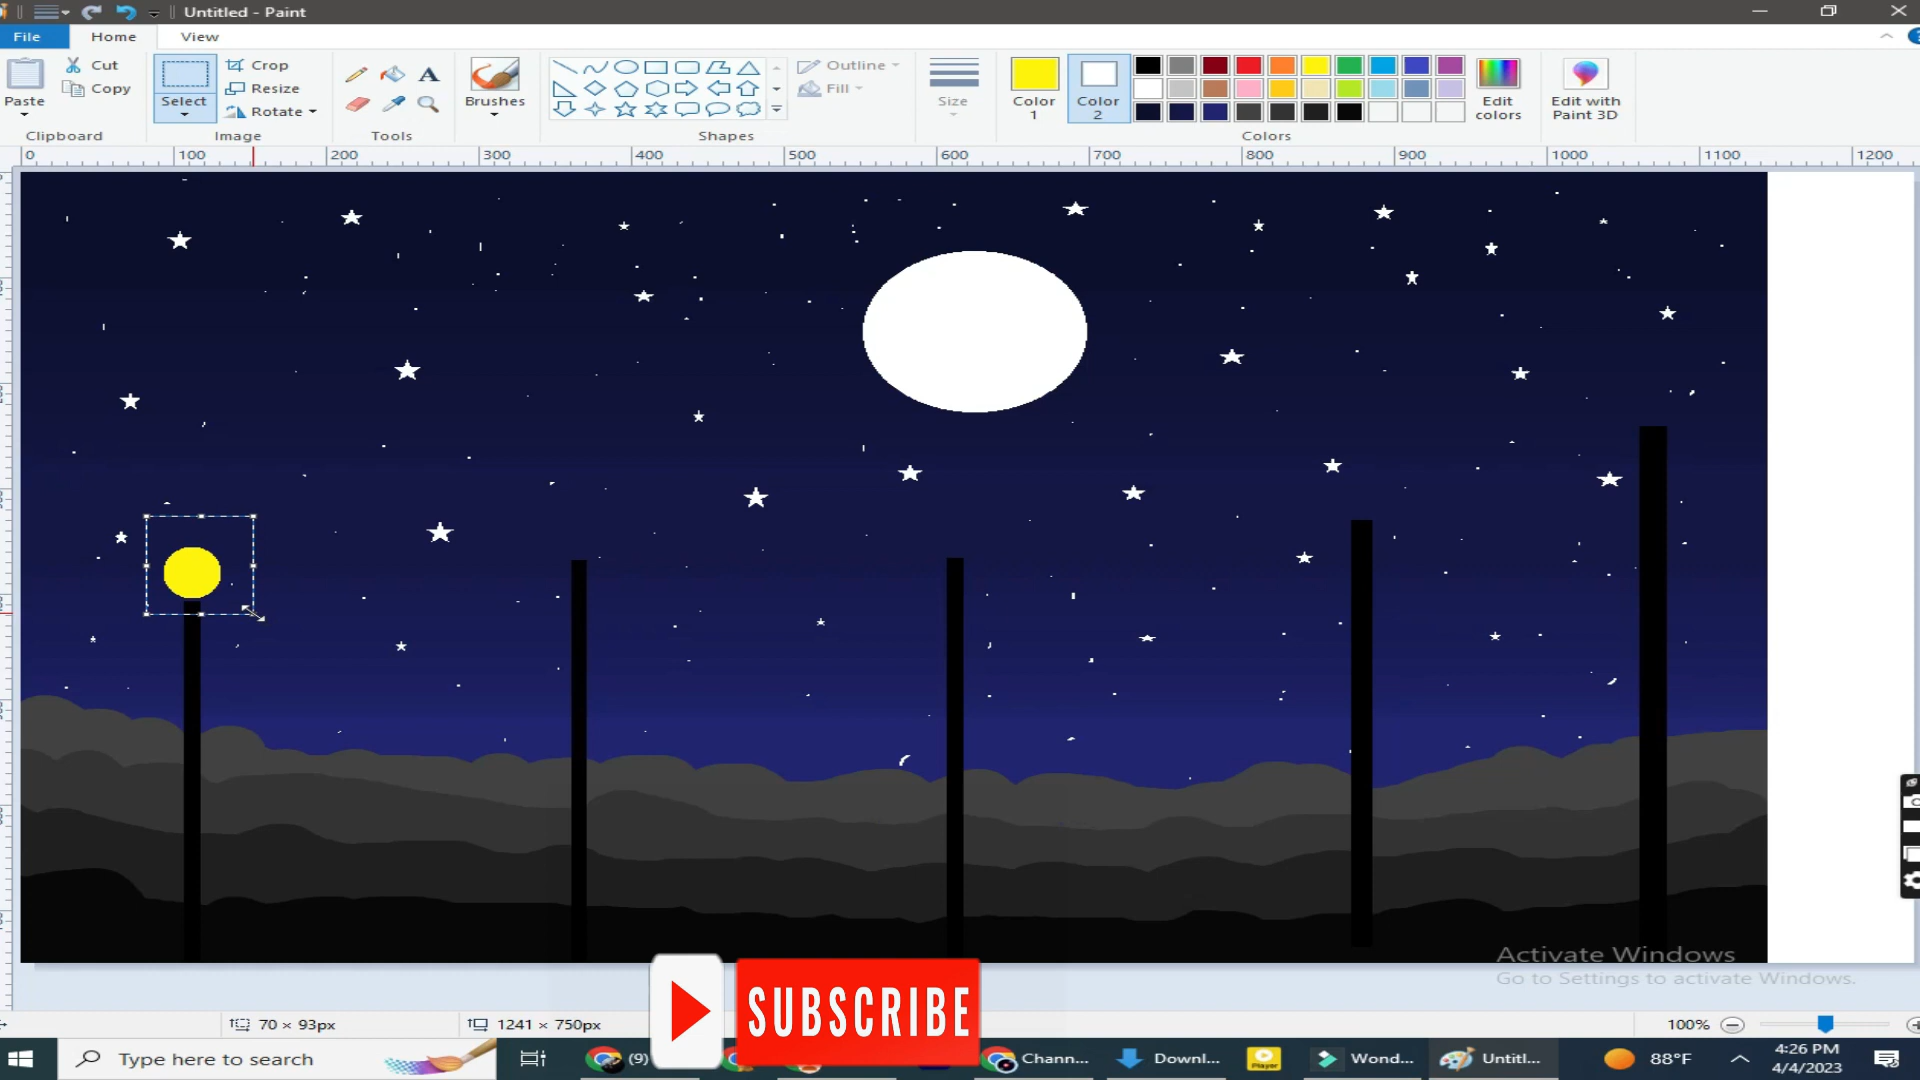 Untitled - Paint
File
Home
View
Paste
Cut
Copy
Clipboard
Select
Crop
Resize
Rotate
Image
A
Tools
Brushes
Shapes
Outline
Fill
Size
Color
1
Color
2
Edit
colors
Colors
Edit with
Paint 3D
0 100 200 300 400 500 600 700 800 900 1000 1100 1200
Activate Windows
Go to Settings to activate Windows.
70 × 93px
1241 × 750px
100%
SUBSCRIBE
Type here to search
(9)
Chann...
Downl...
Player
Wond...
Untitl...
88°F
4:26 PM
4/4/2023